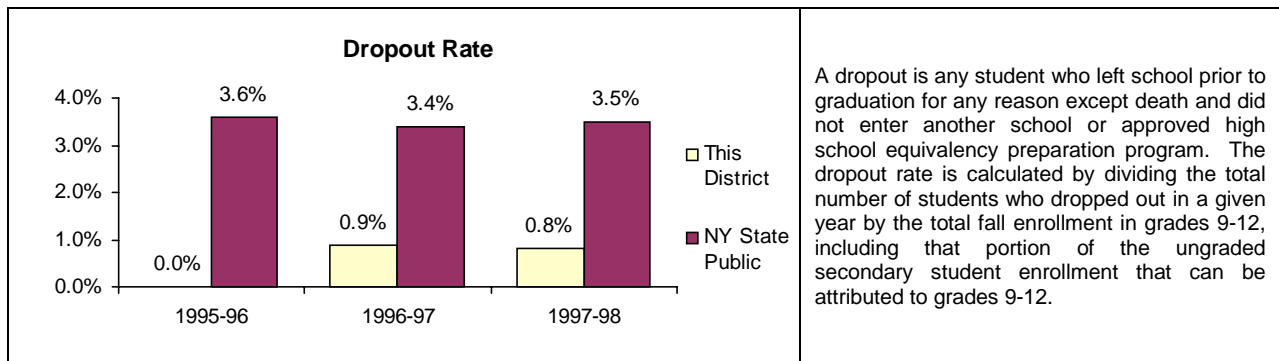 Dropout Rate
4.0%
3.0%
2.0%
1.0%
0.0%
0.0%
3.6%
0.9%
3.4%
0.8%
3.5%
1995-96
1996-97
1997-98
This
District
NY State
Public
A dropout is any student who left school prior to
graduation for any reason except death and did
not enter another school or approved high
school equivalency preparation program. The
dropout rate is calculated by dividing the total
number of students who dropped out in a given
year by the total fall enrollment in grades 9-12,
including that portion of the ungraded
secondary student enrollment that can be
attributed to grades 9-12.